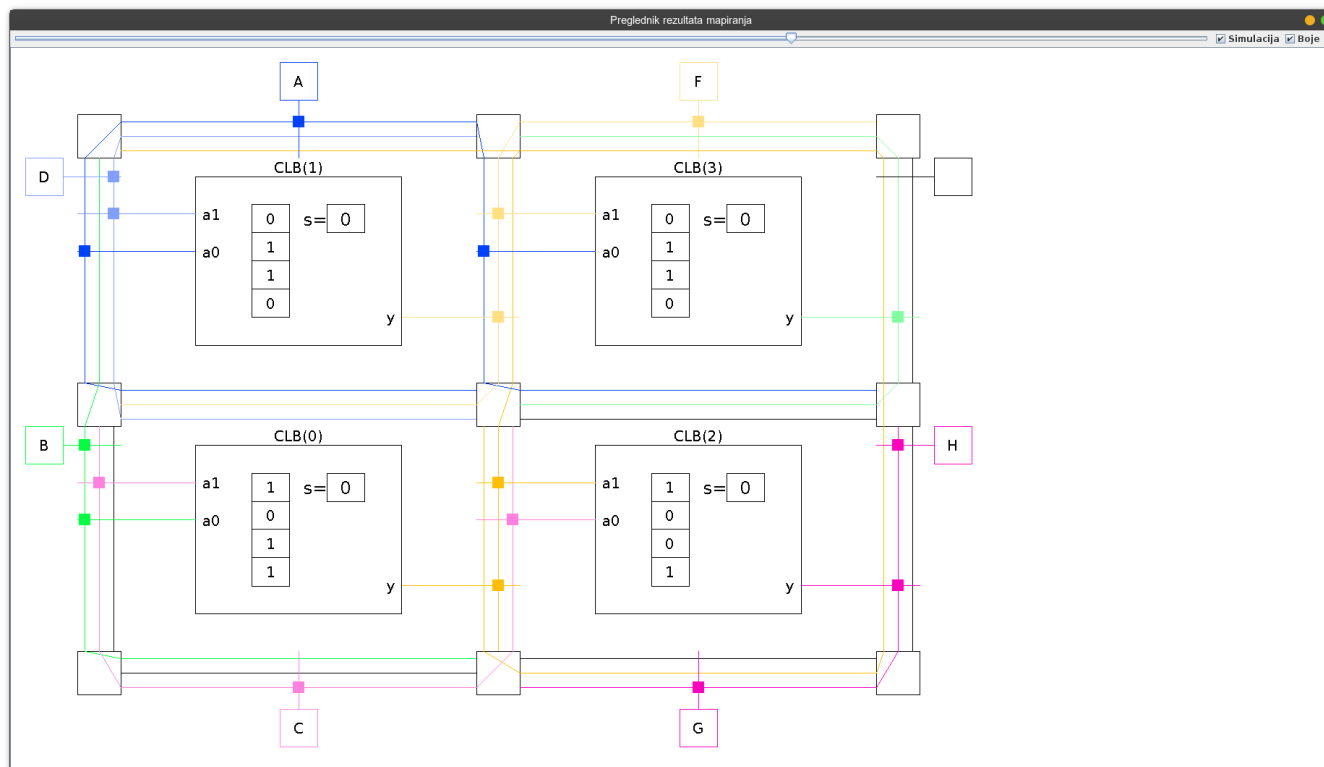 Preglednik rezultata mapiranja
Simulacija Boje
A F
CLB(1) CLB(3)
D
a1 0 s= 0 a1 0 s= 0
1 1
a0 1 a0 1
0 0
y y
CLB(0) CLB(2)
B H
a1 1 s= 0 a1 1 s= 0
0 0
a0 1 a0 0
1 1
y y
C G